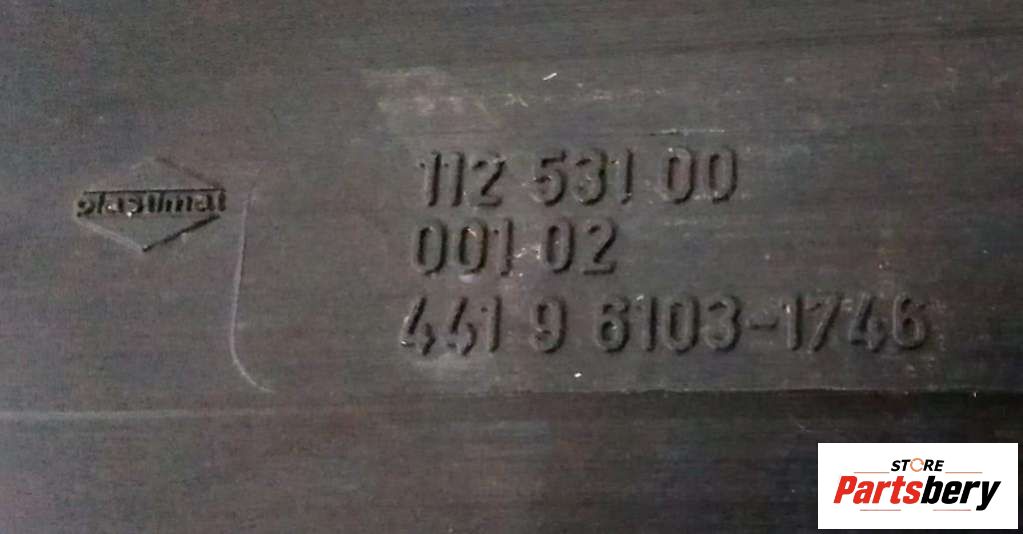 plastimat
112 531 00
001 02
441 9 6103-1746
STORE
Partsbery